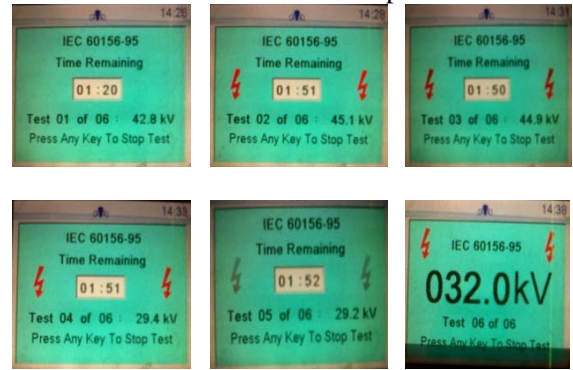 14:26
IEC 60156-95
Time Remaining
01:20
Test 01 of 06 : 42.8 kV
Press Any Key To Stop Test
14:28
IEC 60156-95
Time Remaining
01:51
Test 02 of 06 : 45.1 kV
Press Any Key To Stop Test
14:31
IEC 60156-95
Time Remaining
01:50
Test 03 of 06 : 44.9 kV
Press Any Key To Stop Test
14:33
IEC 60156-95
Time Remaining
01:51
Test 04 of 06 : 29.4 kV
Press Any Key To Stop Test
IEC 60156-95
Time Remaining
01:52
Test 05 of 06 : 29.2 kV
Press Any Key To Stop Test
14:38
IEC 60156-95
032.0kV
Test 06 of 06
Press Any Key To Stop Test